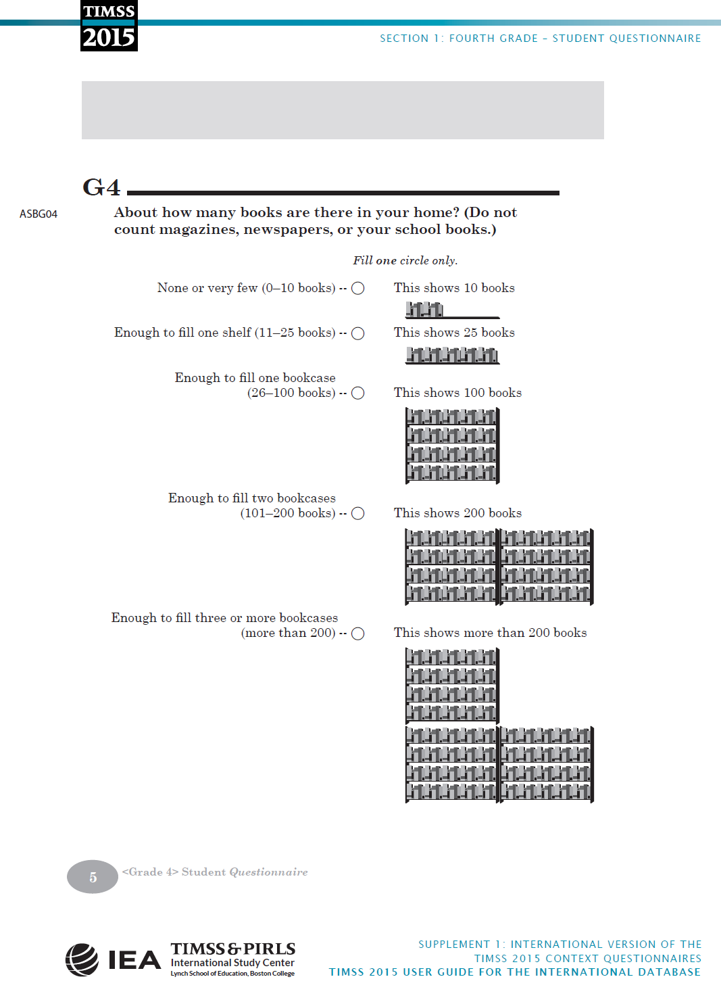 TIMSS
2015
SECTION 1: FOURTH GRADE – STUDENT QUESTIONNAIRE
G4
ASBG04
About how many books are there in your home? (Do not
count magazines, newspapers, or your school books.)
Fill one circle only.
None or very few (0–10 books) --
This shows 10 books
Enough to fill one shelf (11–25 books) --
This shows 25 books
Enough to fill one bookcase
(26–100 books) --
This shows 100 books
Enough to fill two bookcases
(101–200 books) --
This shows 200 books
Enough to fill three or more bookcases
(more than 200) --
This shows more than 200 books
5
<Grade 4> Student Questionnaire
IEA
TIMSS & PIRLS
International Study Center
Lynch School of Education, Boston College
SUPPLEMENT 1: INTERNATIONAL VERSION OF THE
TIMSS 2015 CONTEXT QUESTIONNAIRES
TIMSS 2015 USER GUIDE FOR THE INTERNATIONAL DATABASE